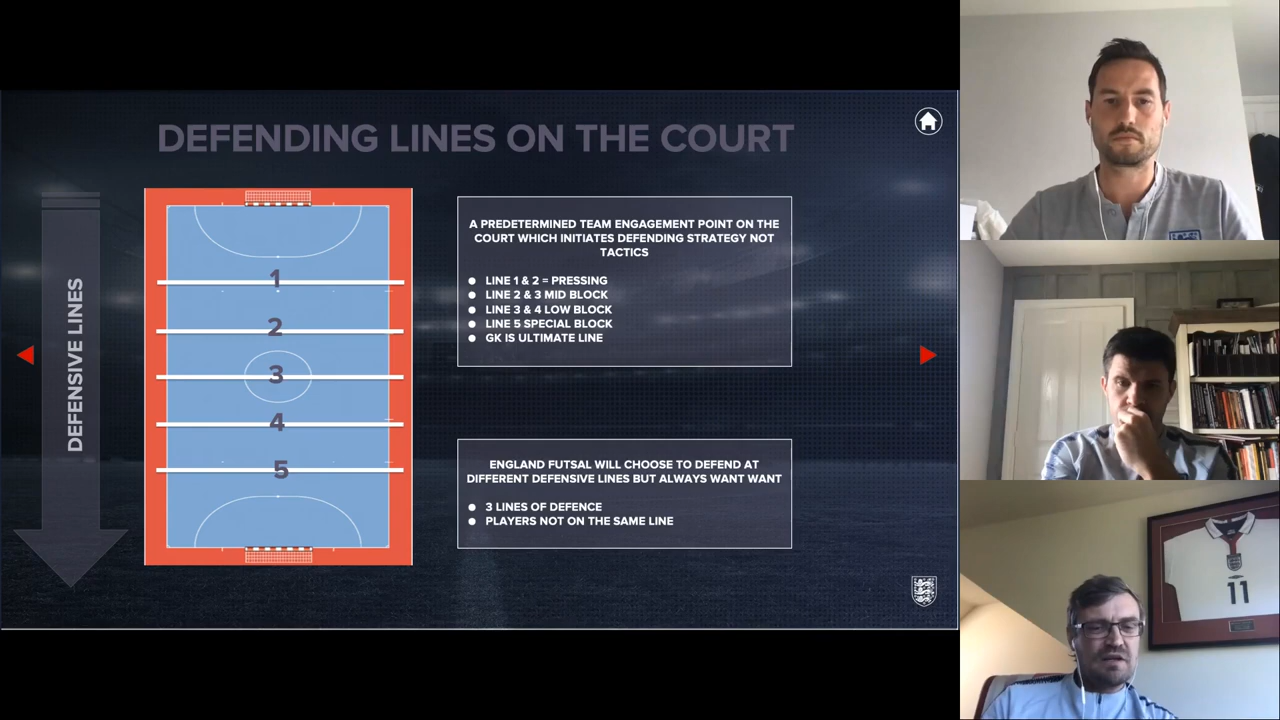 DEFENDING LINES ON THE COURT
DEFENSIVE LINES
1
2
3
4
5
A PREDETERMINED TEAM ENGAGEMENT POINT ON THE
COURT WHICH INITIATES DEFENDING STRATEGY NOT
TACTICS
LINE 1 & 2 = PRESSING
LINE 2 & 3 MID BLOCK
LINE 3 & 4 LOW BLOCK
LINE 5 SPECIAL BLOCK
GK IS ULTIMATE LINE
ENGLAND FUTSAL WILL CHOOSE TO DEFEND AT
DIFFERENT DEFENSIVE LINES BUT ALWAYS WANT WANT
3 LINES OF DEFENCE
PLAYERS NOT ON THE SAME LINE
11